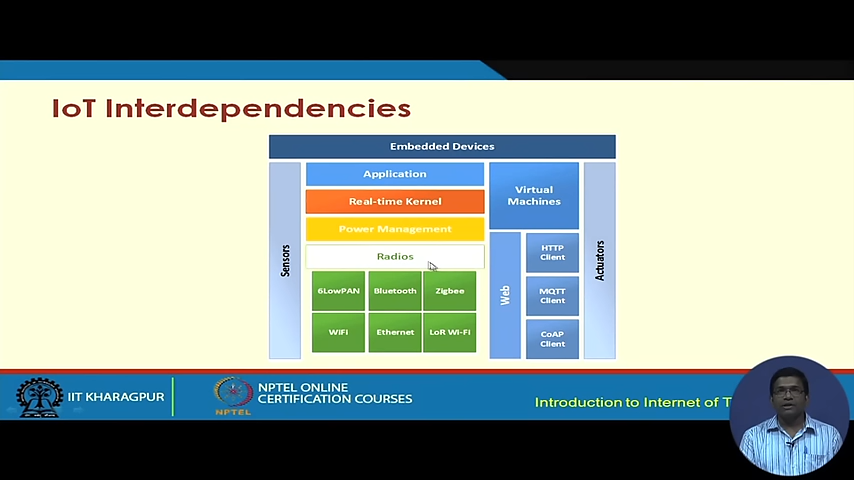 IoT Interdependencies
Embedded Devices
Sensors
Application
Real-time Kernel
Power Management
Radios
6LowPAN
Bluetooth
Zigbee
WIFI
Ethernet
LoR WI-FI
Virtual
Machines
Web
HTTP
Client
MQTT
Client
CoAP
Client
Actuators
IIT KHARAGPUR
NPTEL
NPTEL ONLINE
CERTIFICATION COURSES
Introduction to Internet of T